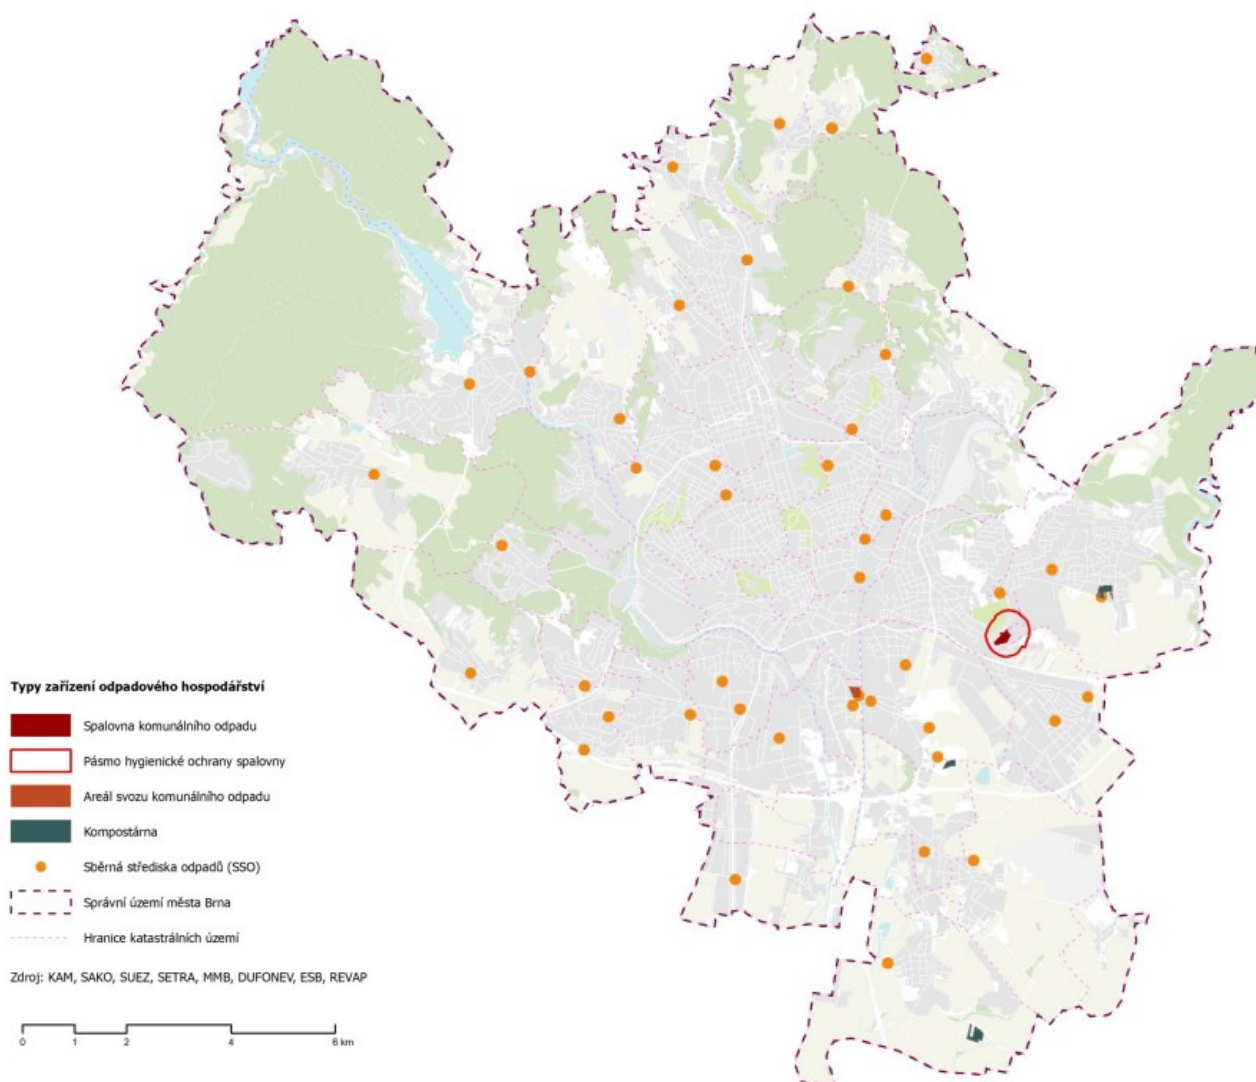 Typy zařízení odpadového hospodářství
Spalovna komunálního odpadu
Pásmo hygienické ochrany spalovny
Areál svozu komunálního odpadu
Kompostárna
Sběrná střediska odpadů (SSO)
Správní území města Brna
Hranice katastrálních území
Zdroj: KAM, SAKO, SUEZ, SETRA, MMB, DUFONEV, ESB, REVAP
0 1 2 4 6 km